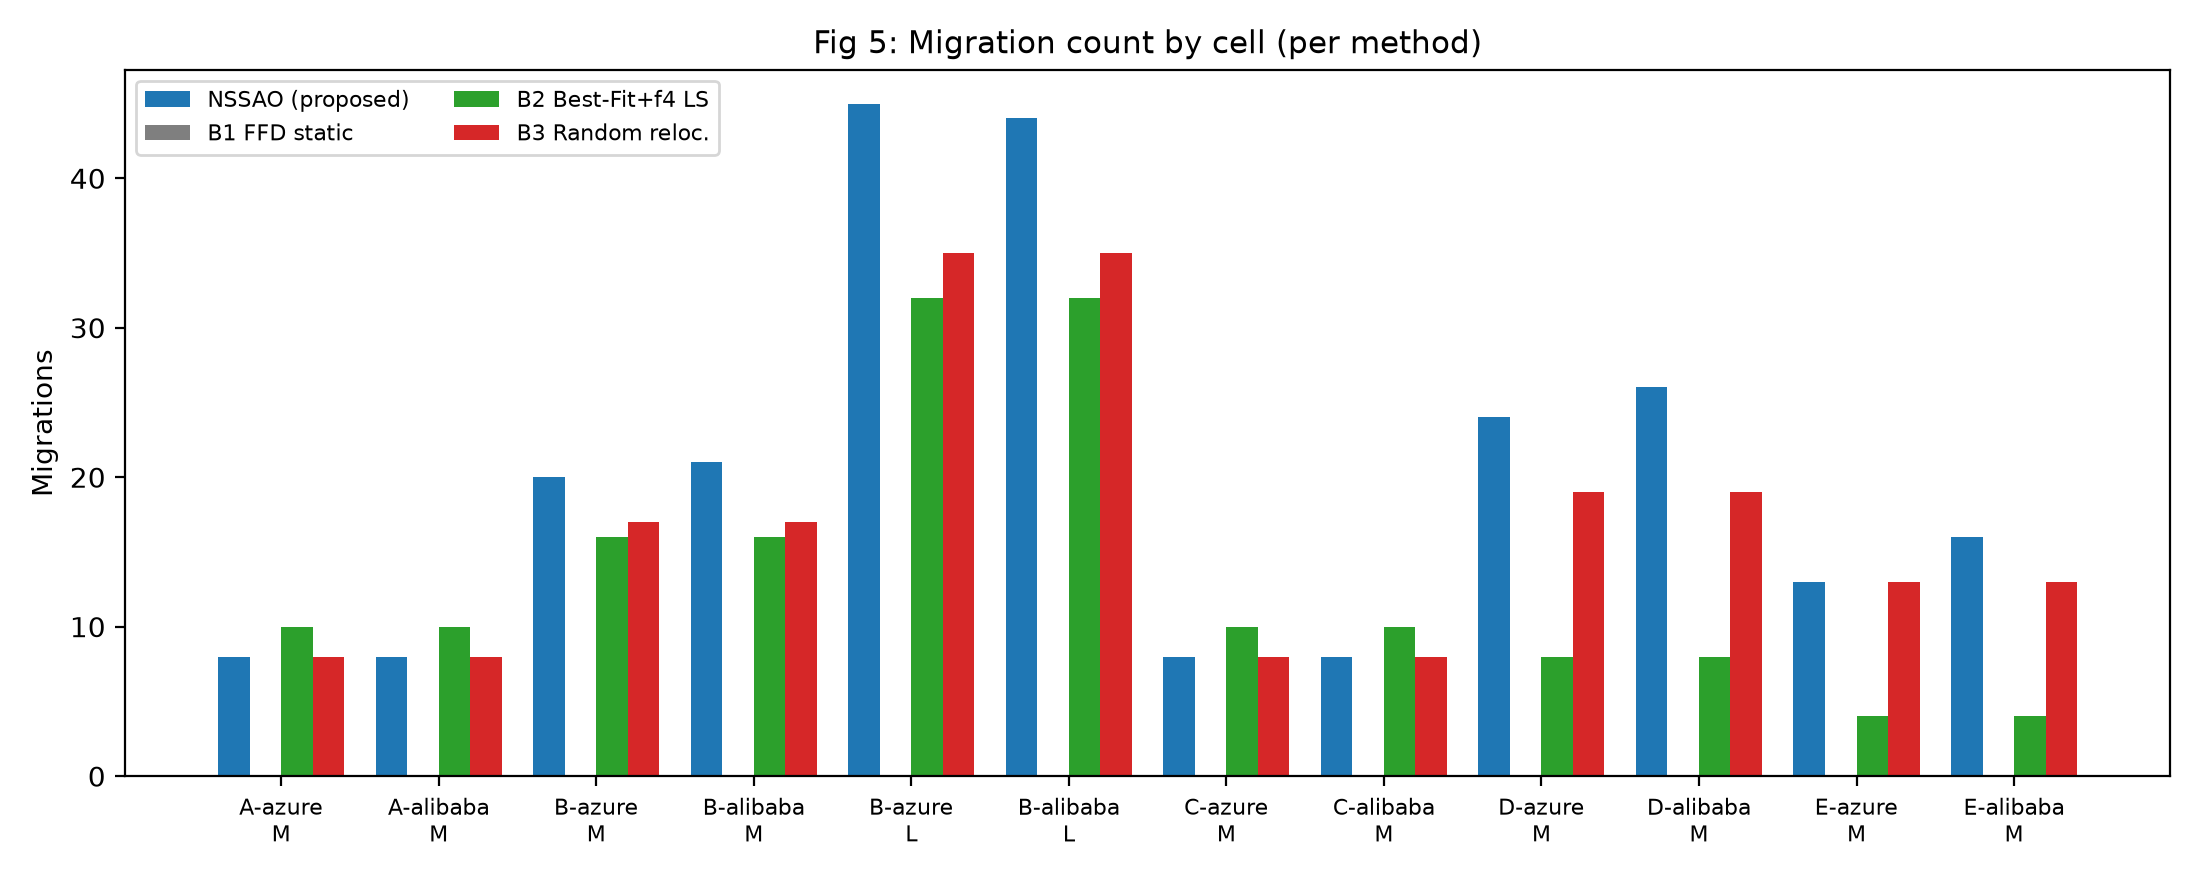 Fig 5: Migration count by cell (per method)
NSSAO (proposed)
B1 FFD static
B2 Best-Fit+f4 LS
B3 Random reloc.
Migrations
40
30
20
10
0
A-azure
M
A-alibaba
M
B-azure
M
B-alibaba
M
B-azure
L
B-alibaba
L
C-azure
M
C-alibaba
M
D-azure
M
D-alibaba
M
E-azure
M
E-alibaba
M